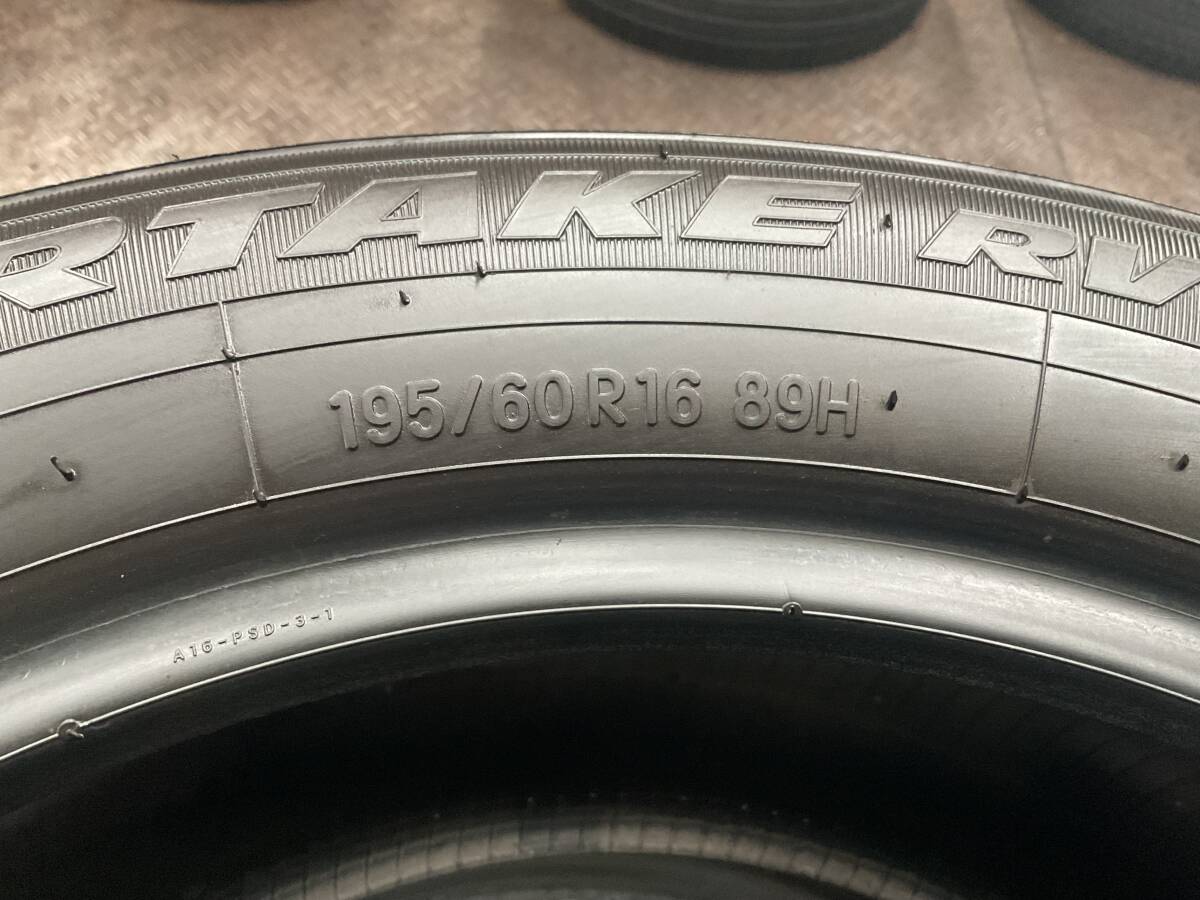 RTAKE RV
195/60R16 89H
A16-PSD-3-1